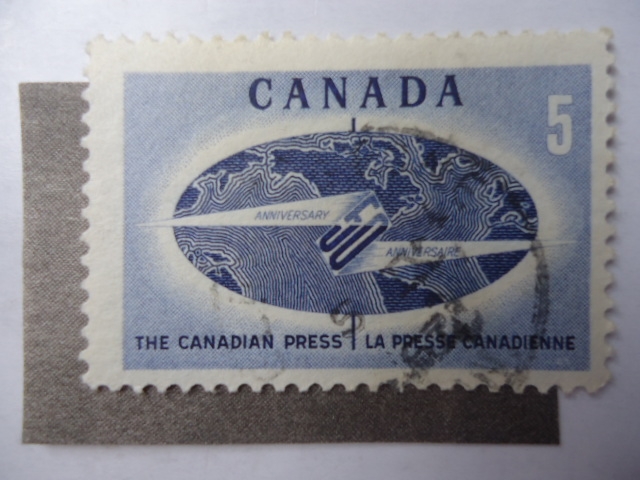 CANADA
5
ANNIVERSARY
50
ANNIVERSAIRE
THE CANADIAN PRESS LA PRESSE CANADIENNE